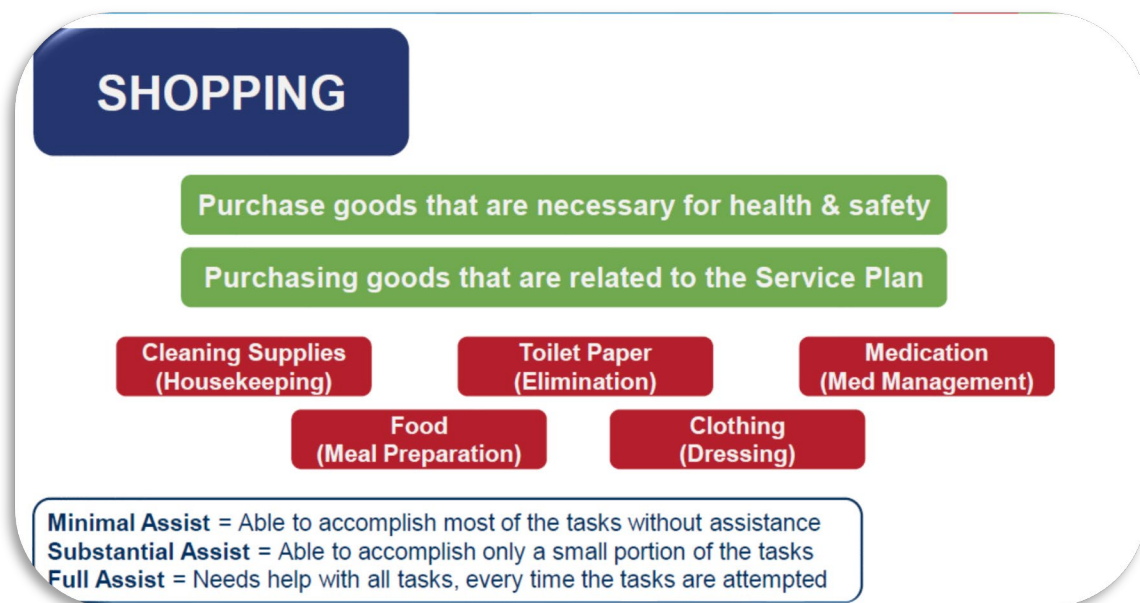 SHOPPING
Purchase goods that are necessary for health & safety
Purchasing goods that are related to the Service Plan
Cleaning Supplies
(Housekeeping)
Toilet Paper
(Elimination)
Medication
(Med Management)
Food
(Meal Preparation)
Clothing
(Dressing)
Minimal Assist = Able to accomplish most of the tasks without assistance
Substantial Assist = Able to accomplish only a small portion of the tasks
Full Assist = Needs help with all tasks, every time the tasks are attempted